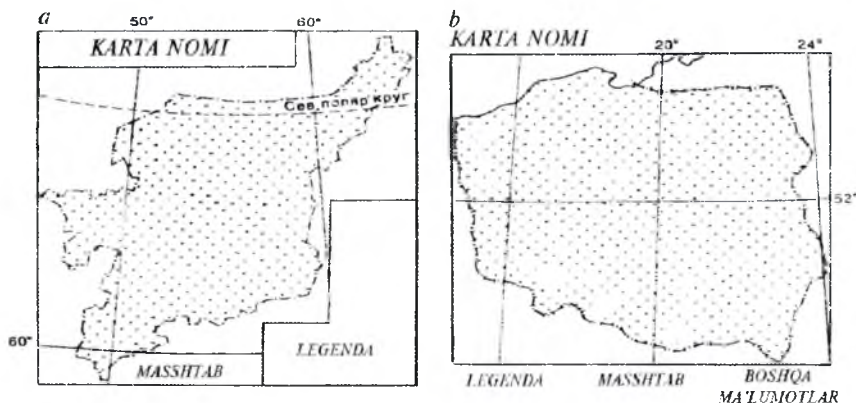 a
50°
60°
KARTA NOMI
Сев. поляр. круг
60°
MASSHTAB
LEGENDA
b
KARTA NOMI
20°
24°
52°
LEGENDA
MASSHTAB
BOSHQA
MA'LUMOTLAR